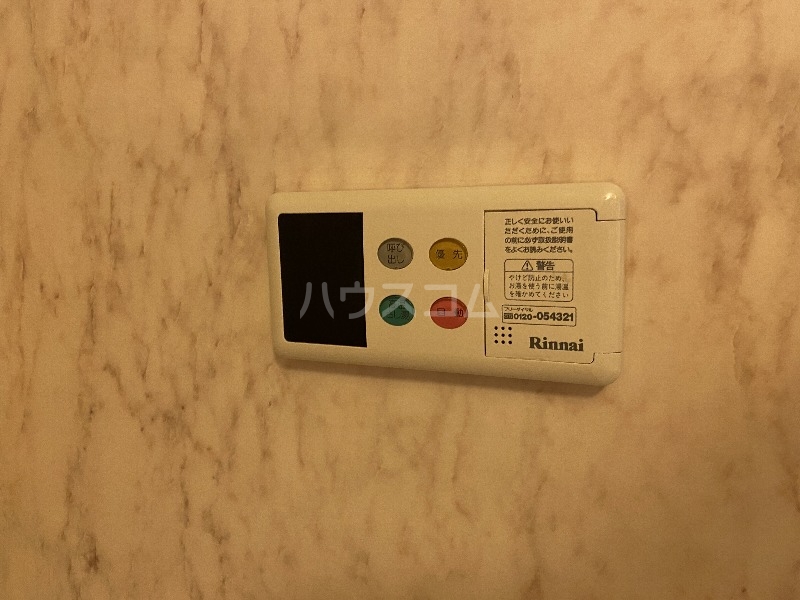 呼び
出し
優先
自動
正しく安全にお使いい
ただくために、ご使用
の前に必ず取扱説明書
をよくお読みください。
警告
やけど防止のため、
お湯を使う前に湯温
を確かめてください
フリーダイヤル
0120-054321
Rinnai
ハウスコム